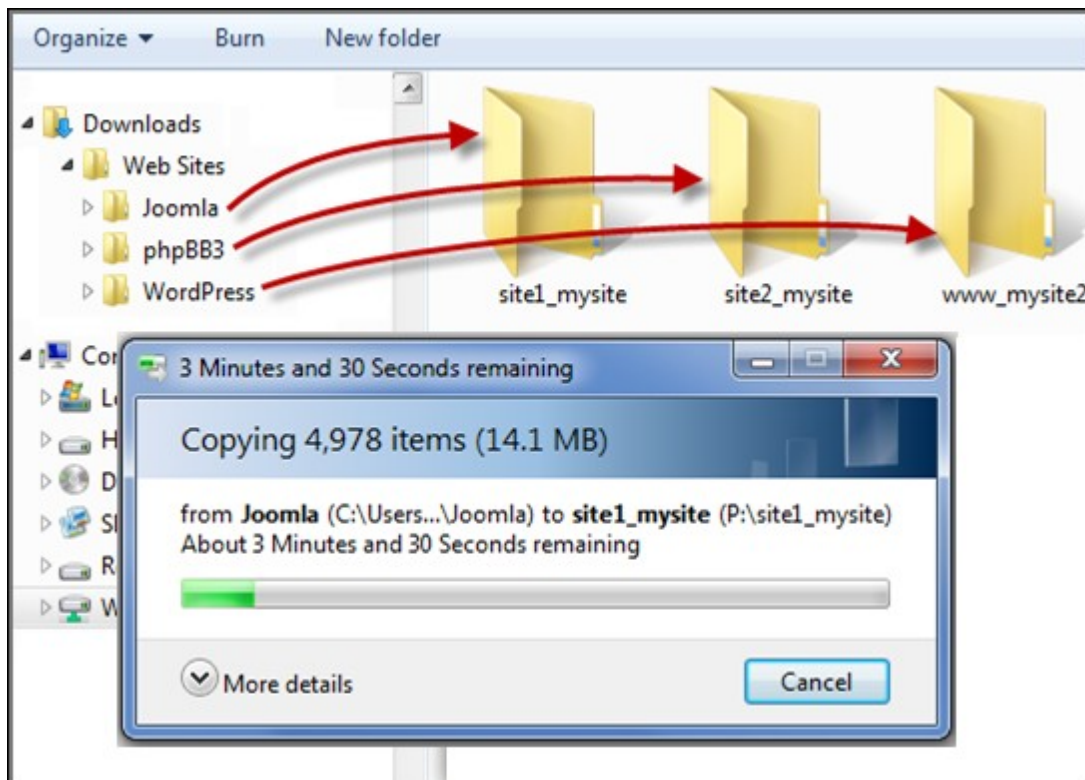 Organize Burn New folder
Downloads
Web Sites
Joomla
phpBB3
WordPress
site1_mysite site2_mysite www_mysite2
3 Minutes and 30 Seconds remaining
Copying 4,978 items (14.1 MB)
from Joomla (C:\Users...\Joomla) to site1_mysite (P:\site1_mysite)
About 3 Minutes and 30 Seconds remaining
More details Cancel